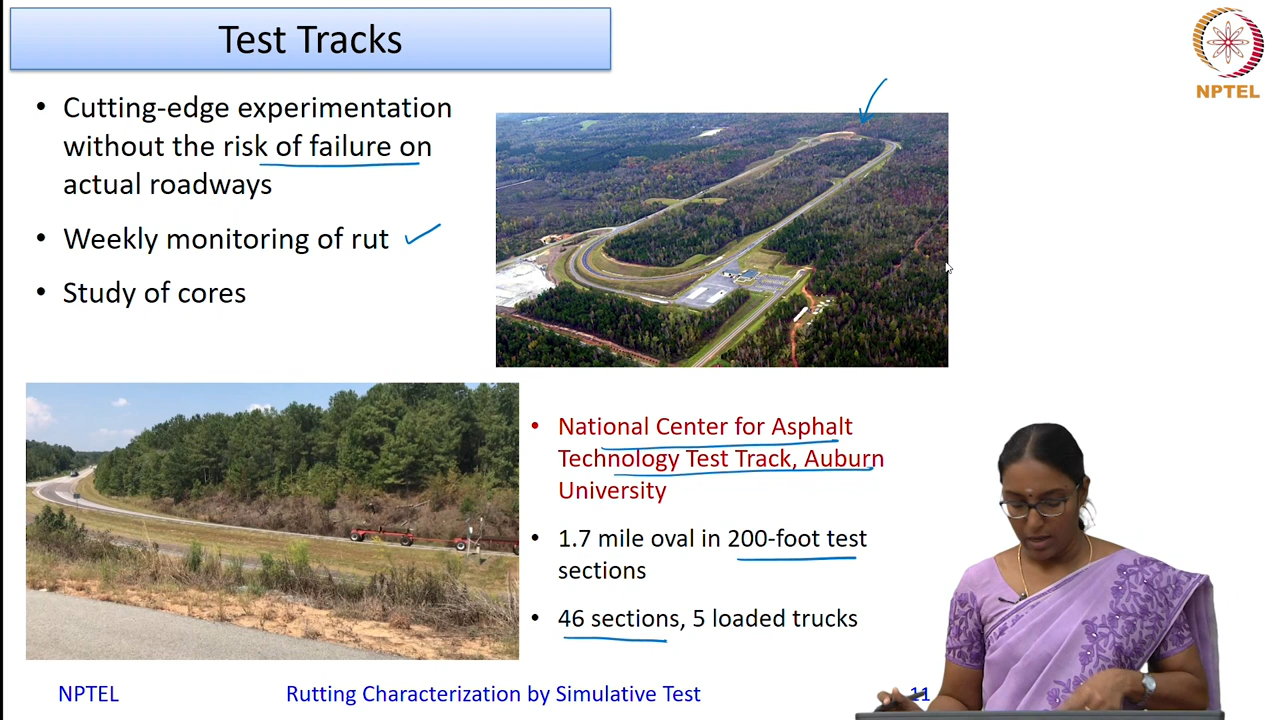 Test Tracks
NPTEL
• Cutting-edge experimentation
without the risk of failure on
actual roadways
• Weekly monitoring of rut
• Study of cores
• National Center for Asphalt
Technology Test Track, Auburn
University
• 1.7 mile oval in 200-foot test
sections
• 46 sections, 5 loaded trucks
NPTEL
Rutting Characterization by Simulative Test
11